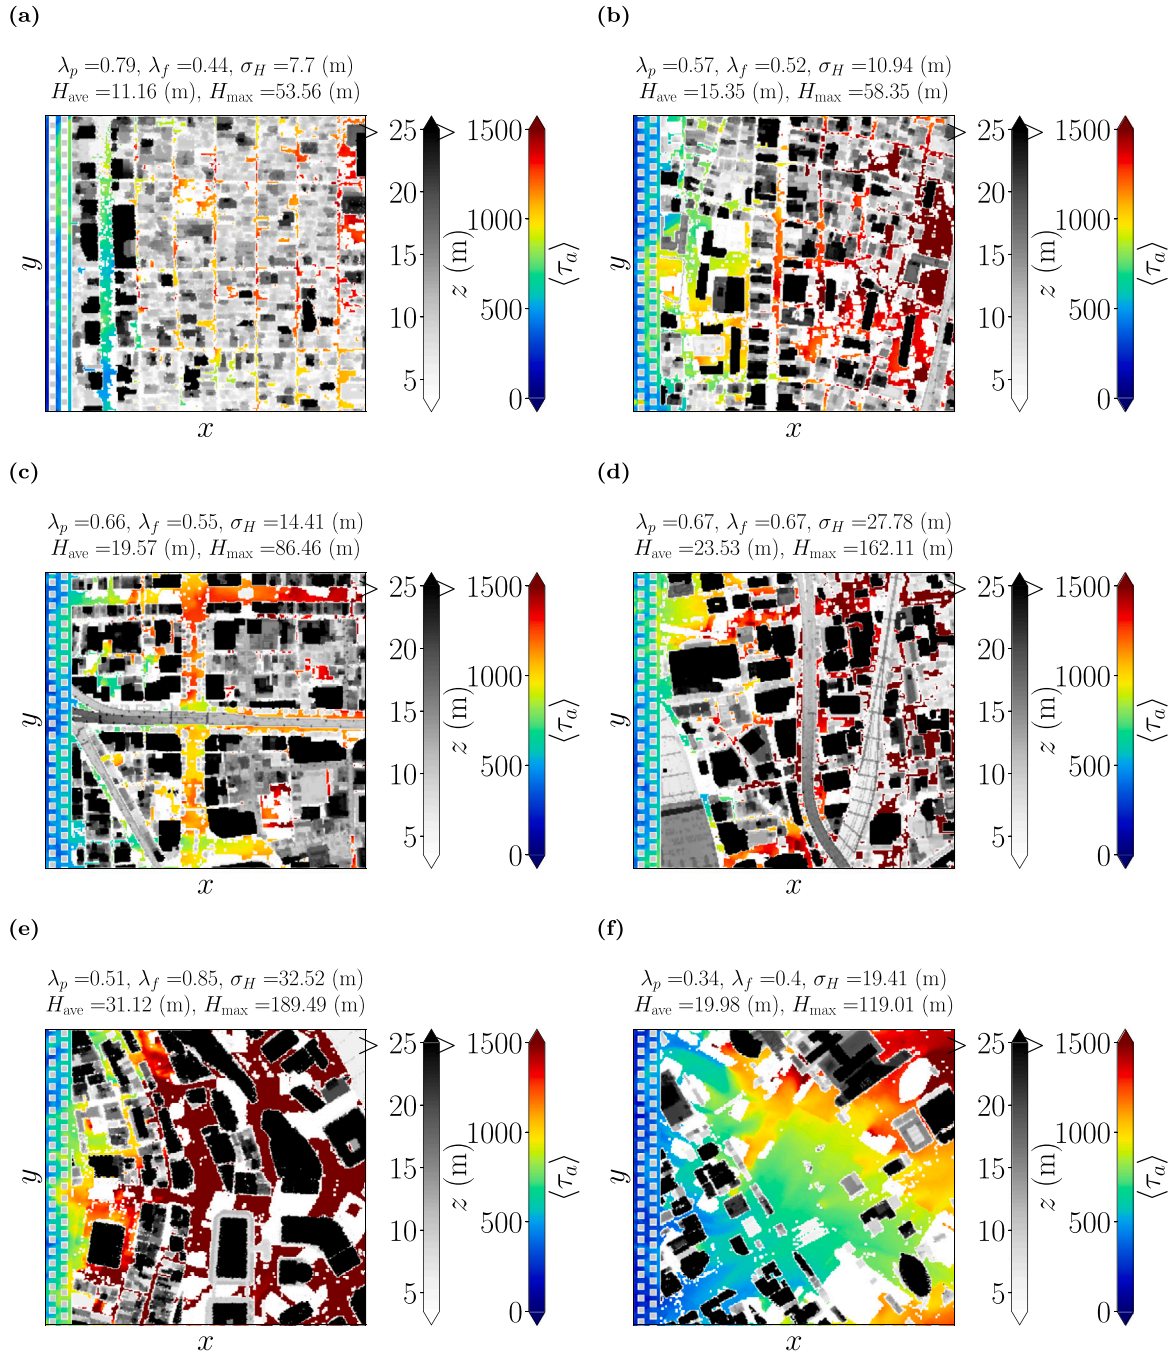 (a)
λp =0.79, λf =0.44, σH =7.7 (m)
Have =11.16 (m), Hmax =53.56 (m)
y
x
25
20
15
10
5
z (m)
1500
1000
500
0
⟨τa⟩
(b)
λp =0.57, λf =0.52, σH =10.94 (m)
Have =15.35 (m), Hmax =58.35 (m)
y
x
25
20
15
10
5
z (m)
1500
1000
500
0
⟨τa⟩
(c)
λp =0.66, λf =0.55, σH =14.41 (m)
Have =19.57 (m), Hmax =86.46 (m)
y
x
25
20
15
10
5
z (m)
1500
1000
500
0
⟨τa⟩
(d)
λp =0.67, λf =0.67, σH =27.78 (m)
Have =23.53 (m), Hmax =162.11 (m)
y
x
25
20
15
10
5
z (m)
1500
1000
500
0
⟨τa⟩
(e)
λp =0.51, λf =0.85, σH =32.52 (m)
Have =31.12 (m), Hmax =189.49 (m)
y
x
25
20
15
10
5
z (m)
1500
1000
500
0
⟨τa⟩
(f)
λp =0.34, λf =0.4, σH =19.41 (m)
Have =19.98 (m), Hmax =119.01 (m)
y
x
25
20
15
10
5
z (m)
1500
1000
500
0
⟨τa⟩